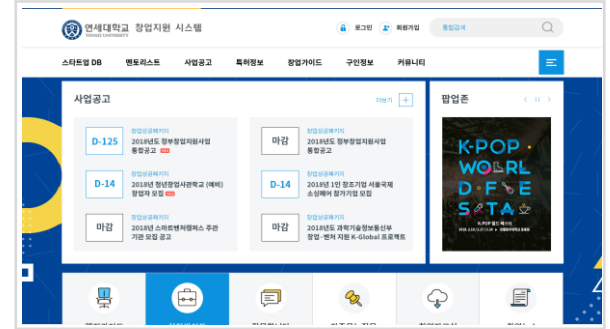 연세대학교 창업지원 시스템
YONSEI UNIVERSITY
로그인
회원가입
통합검색
스타트업 DB
멘토리스트
사업공고
특허정보
창업가이드
구인정보
커뮤니티
사업공고
더보기
D-125
창업성공패키지
2018년도 정부창업지원사업
통합공고
마감
창업성공패키지
2018년도 정부창업지원사업
통합공고
D-14
창업성공패키지
2018년 청년창업사관학교 (예비)
창업자 모집
D-14
창업성공패키지
2018년 1인 창조기업 서울국제
소싱페어 참가기업 모집
마감
창업성공패키지
2018년 스마트벤처캠퍼스 주관
기관 모집 공고
마감
창업성공패키지
2018년도 과학기술정보통신부
창업·벤처 지원 K-Global 프로젝트
팝업존
K-POP
WORL
D·FE
STA
K-POP 월드 페스타